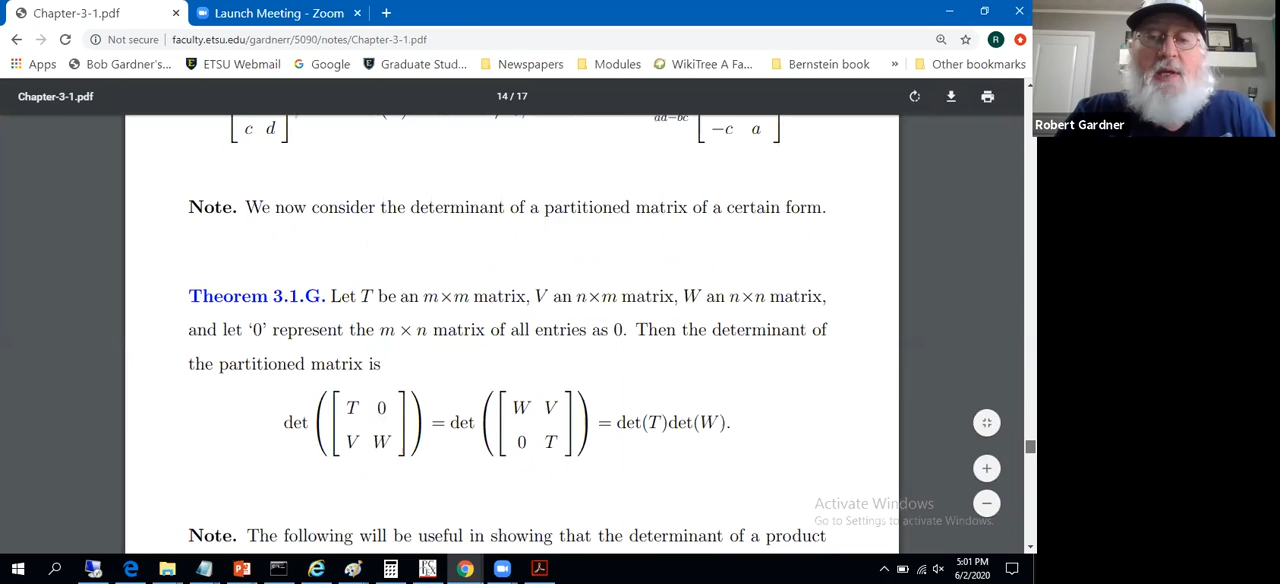 Chapter-3-1.pdf
Launch Meeting - Zoom
Not secure
faculty.etsu.edu/gardnerr/5090/notes/Chapter-3-1.pdf
R
Apps
Bob Gardner's...
ETSU Webmail
Google
Graduate Stud...
Newspapers
Modules
WikiTree A Fa...
Bernstein book
»
Other bookmarks
Chapter-3-1.pdf
14 / 17
Robert Gardner
c d
ad−bc
−c a
Note. We now consider the determinant of a partitioned matrix of a certain form.
Theorem 3.1.G. Let T be an m×m matrix, V an n×m matrix, W an n×n matrix,
and let ‘0’ represent the m × n matrix of all entries as 0. Then the determinant of
the partitioned matrix is
det ([ T 0 V W ]) = det ([ W V 0 T ]) = det(T)det(W).
Note. The following will be useful in showing that the determinant of a product
Activate Windows
Go to Settings to activate Windows.
5:01 PM
6/2/2020